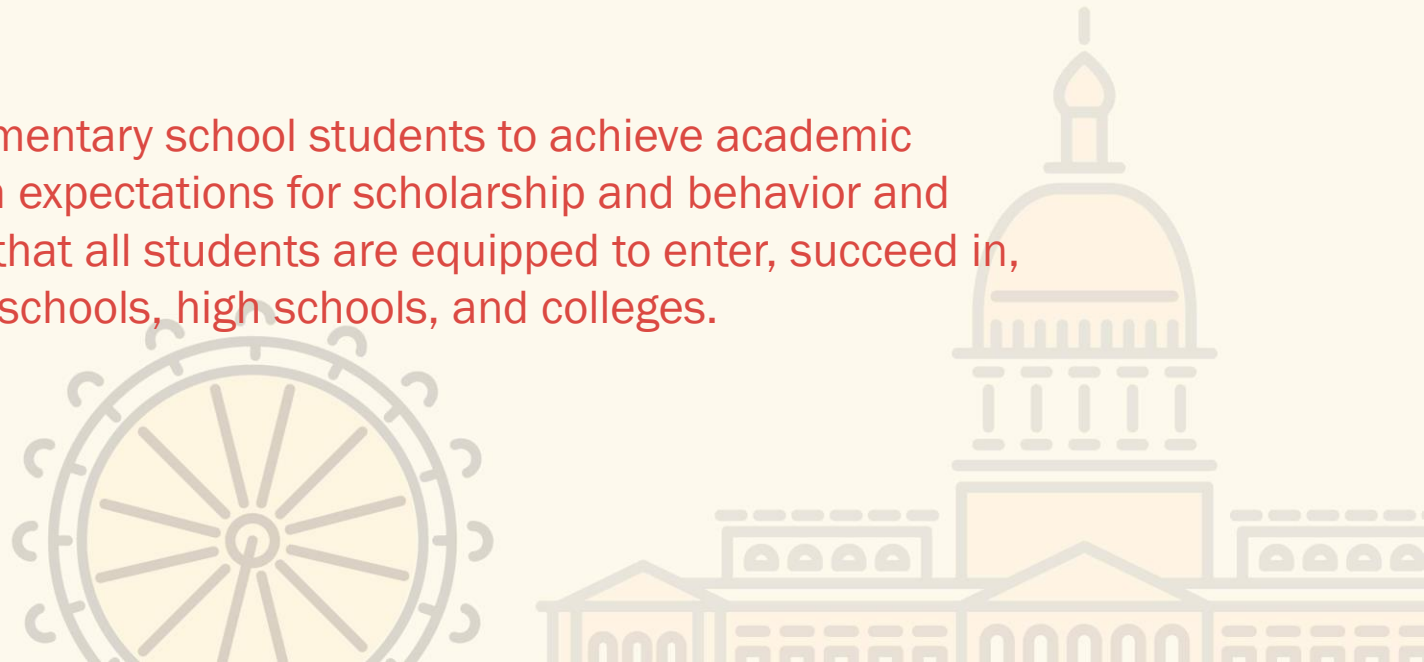 mentary school students to achieve academic
expectations for scholarship and behavior and
that all students are equipped to enter, succeed in,
schools, high schools, and colleges.